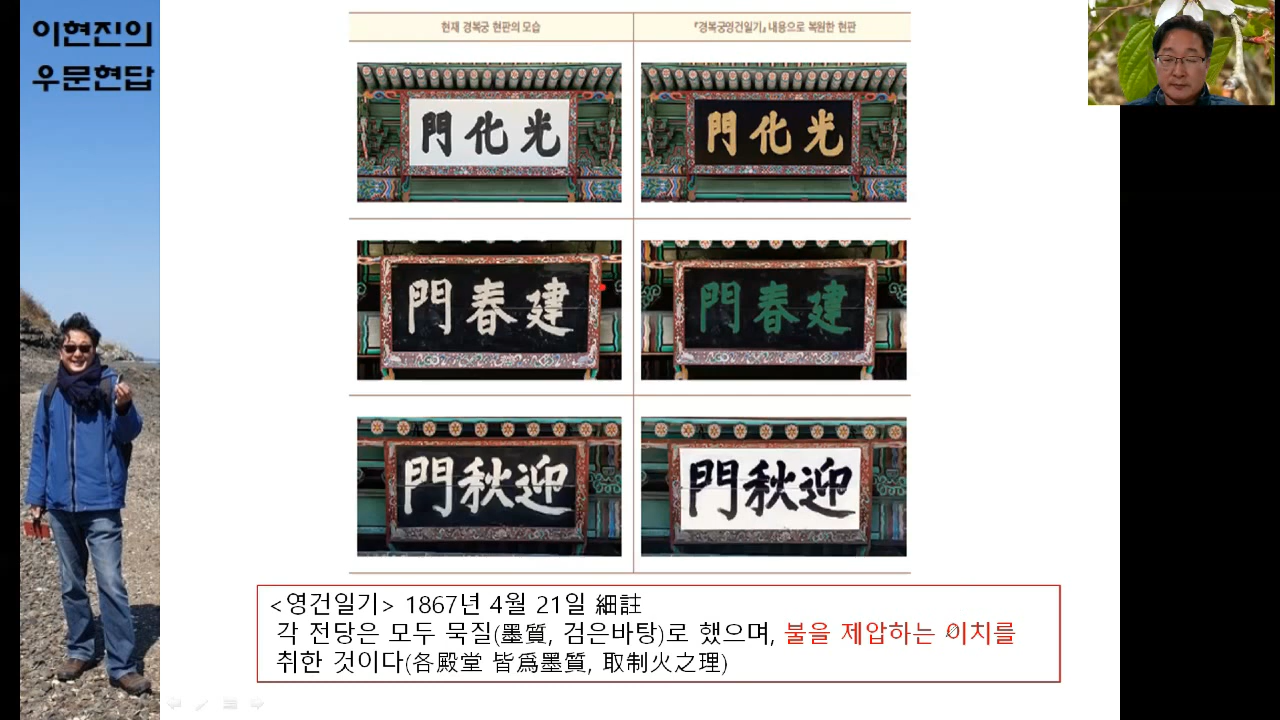 이현진의
우문현답
현재 경복궁 현판의 모습
『경복궁영건일기』 내용으로 복원한 현판
門化光
門化光
門春建
門春建
門秋迎
門秋迎
<영건일기> 1867년 4월 21일 細註
각 전당은 모두 묵질(墨質, 검은바탕)로 했으며, 불을 제압하는 이치를
취한 것이다(各殿堂 皆爲墨質, 取制火之理)